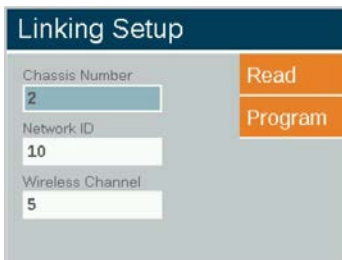 Linking Setup
Chassis Number
2
Network ID
10
Wireless Channel
5
Read
Program